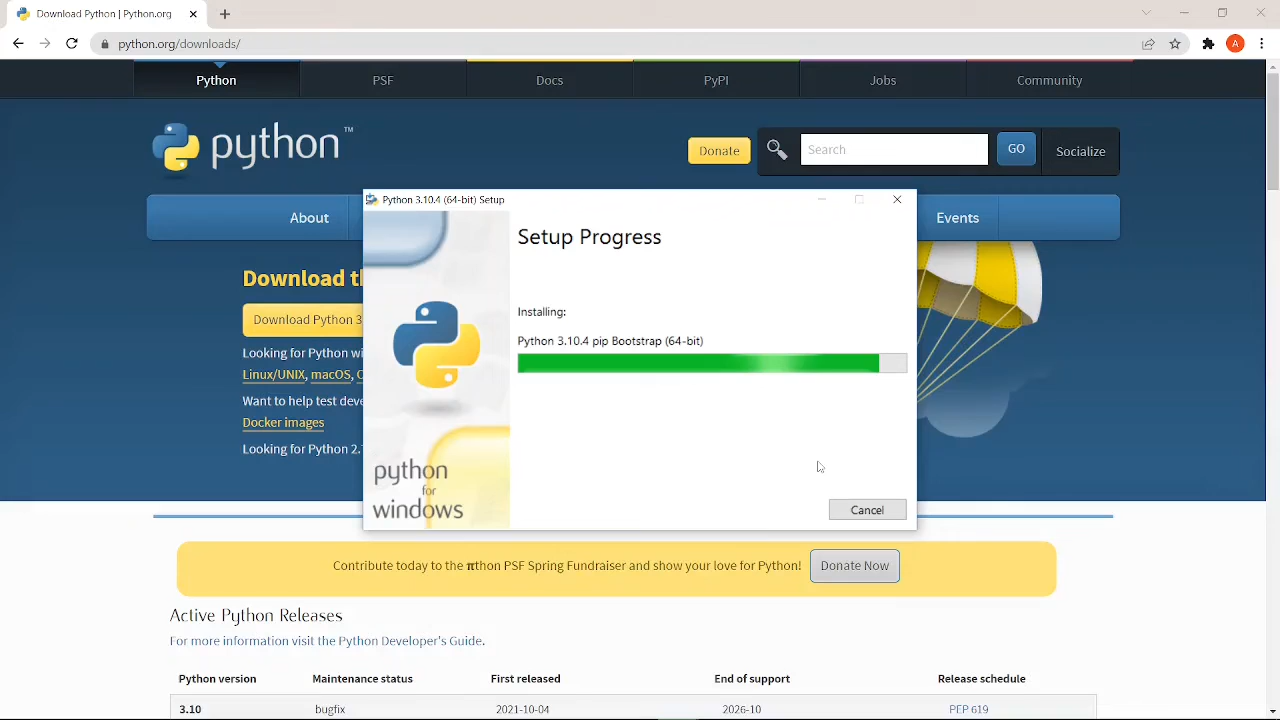 Download Python | Python.org
python.org/downloads/
A
Python
PSF
Docs
PyPI
Jobs
Community
python™
Donate
Search
GO
Socialize
About
Events
Python 3.10.4 (64-bit) Setup
Setup Progress
Installing:
Python 3.10.4 pip Bootstrap (64-bit)
Cancel
python
for
windows
Download
Download Python 3
Looking for Python
Linux/UNIX, macOS,
Want to help test
Docker images
Looking for Python 2.
Contribute today to the πthon PSF Spring Fundraiser and show your love for Python!
Donate Now
Active Python Releases
For more information visit the Python Developer's Guide.
Python version Maintenance status First released End of support Release schedule
3.10 bugfix 2021-10-04 2026-10 PEP 619